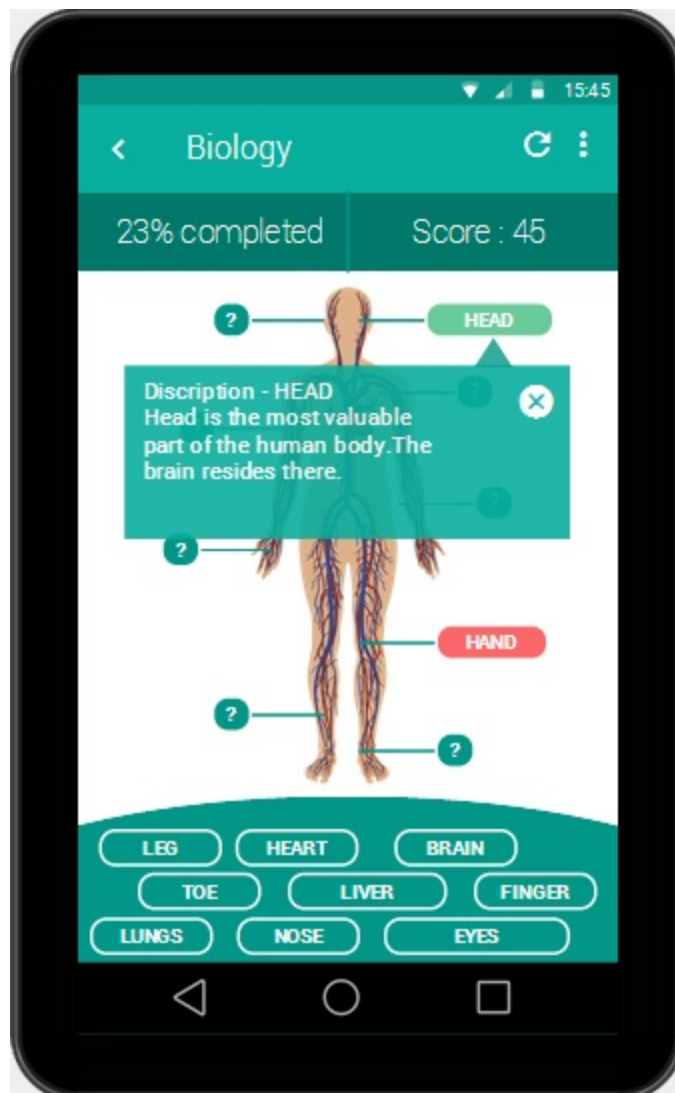 15:45
Biology
23% completed
Score : 45
?
HEAD
Discription - HEAD
Head is the most valuable
part of the human body.The
brain resides there.
?
?
?
HAND
?
?
LEG HEART BRAIN
TOE LIVER FINGER
LUNGS NOSE EYES